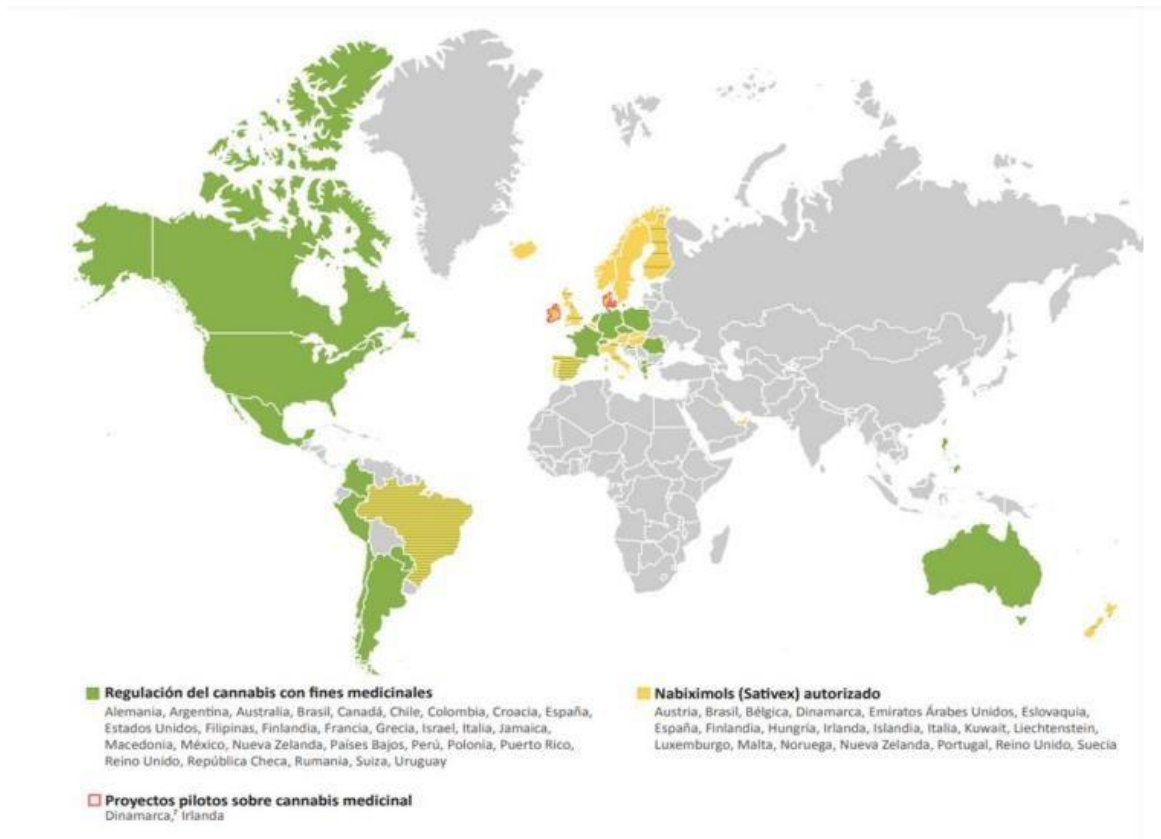 Regulación del cannabis con fines medicinales
Alemania, Argentina, Australia, Brasil, Canadá, Chile, Colombia, Croacia, España,
Estados Unidos, Filipinas, Finlandia, Francia, Grecia, Israel, Italia, Jamaica,
Macedonia, México, Nueva Zelanda, Países Bajos, Perú, Polonia, Puerto Rico,
Reino Unido, República Checa, Rumania, Suiza, Uruguay
Nabiximols (Sativex) autorizado
Austria, Brasil, Bélgica, Dinamarca, Emiratos Árabes Unidos, Eslovaquia,
España, Finlandia, Hungría, Irlanda, Islandia, Italia, Kuwait, Liechtenstein,
Luxemburgo, Malta, Noruega, Nueva Zelanda, Portugal, Reino Unido, Suecia
Proyectos pilotos sobre cannabis medicinal
Dinamarca,⁷ Irlanda